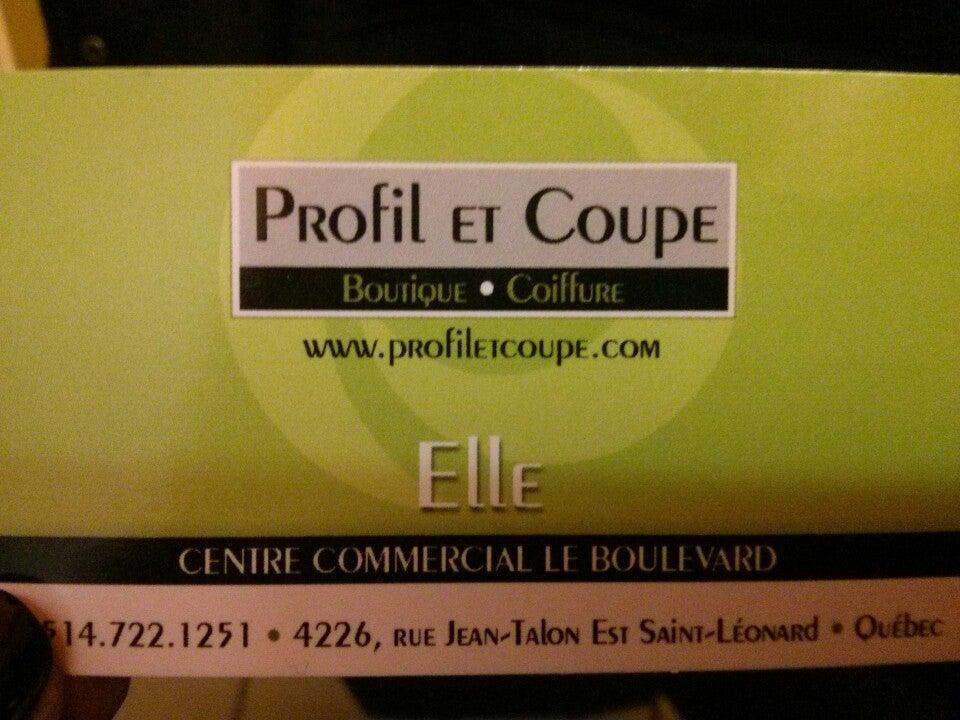 Profil et Coupe
Boutique • Coiffure
www.profiletcoupe.com
Elle
CENTRE COMMERCIAL LE BOULEVARD
514.722.1251 • 4226, rue Jean-Talon Est Saint-Léonard • Québec